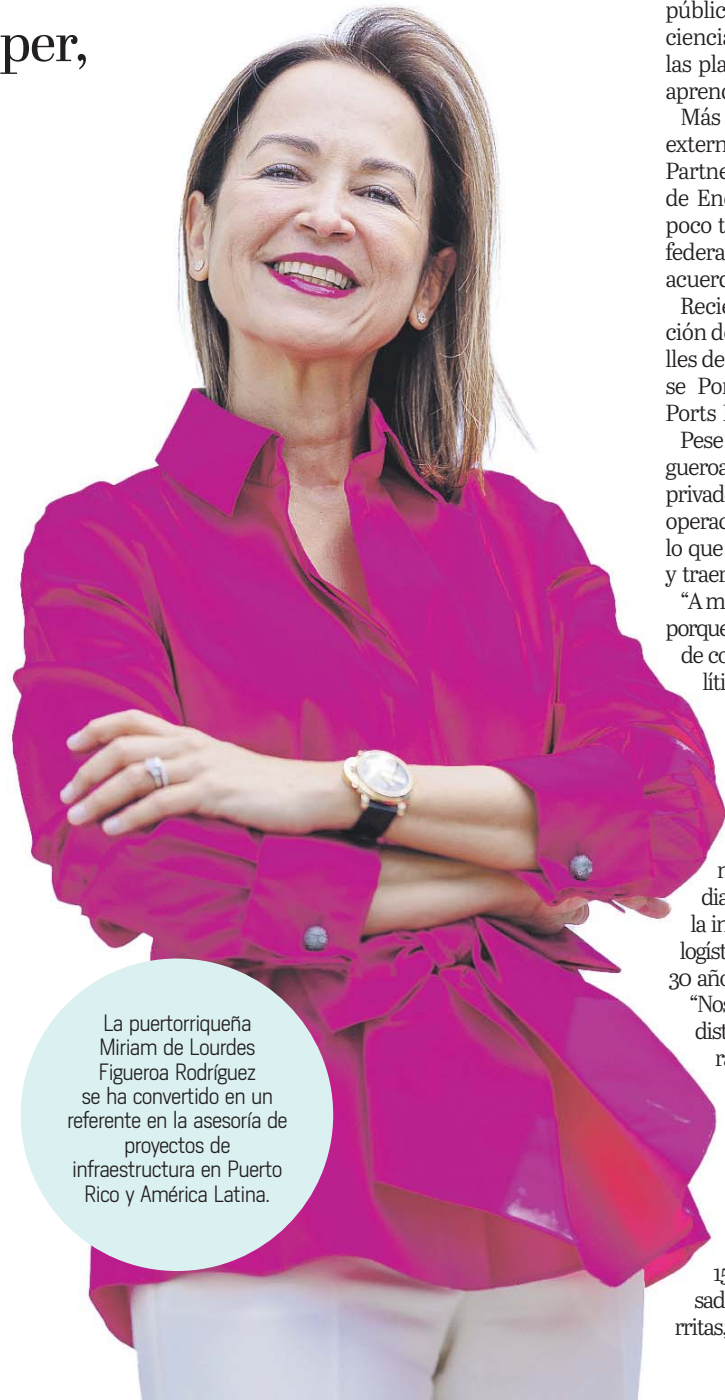 per,
La puertorriqueña
Miriam de Lourdes
Figueroa Rodríguez
se ha convertido en un
referente en la asesoría de
proyectos de
infraestructura en Puerto
Rico y América Latina.
públic
ciencia
las pla
aprend
Más
extern
Partne
de En
poco t
federa
acuerd
Recie
ción d
lles de
se Po
Ports
Pese
gueroa
privad
operac
lo que
y traer
“A m
porque
de co
líti
dia
la in
logíst
30 año
“Nos
dist
ra
15
sad
rritas,